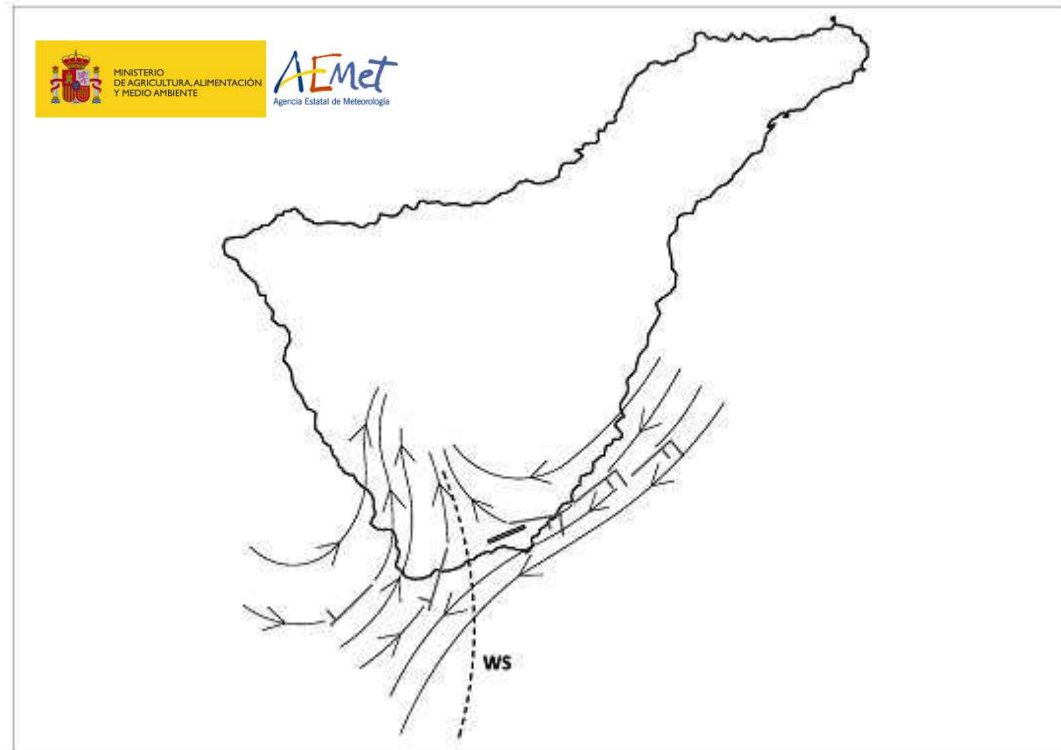 MINISTERIO
DE AGRICULTURA, ALIMENTACIÓN
Y MEDIO AMBIENTE
AEMet
Agencia Estatal de Meteorología
WS